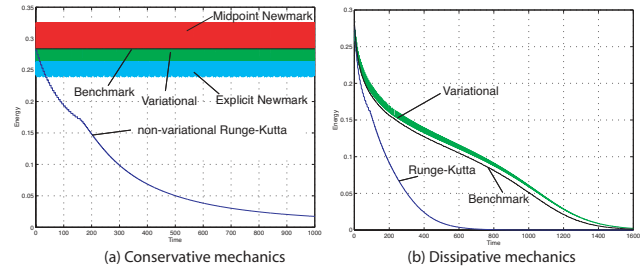 0.35
0.3
0.25
0.2
0.15
0.1
0.05
0
Energy
Midpoint Newmark
Benchmark
Variational
Explicit Newmark
non-variational Runge-Kutta
0 100 200 300 400 500 600 700 800 900 1000
Time
(a) Conservative mechanics
0.3
0.25
0.2
0.15
0.1
0.05
0
Energy
Variational
Runge-Kutta
Benchmark
0 200 400 600 800 1000 1200 1400 1600
Time
(b) Dissipative mechanics